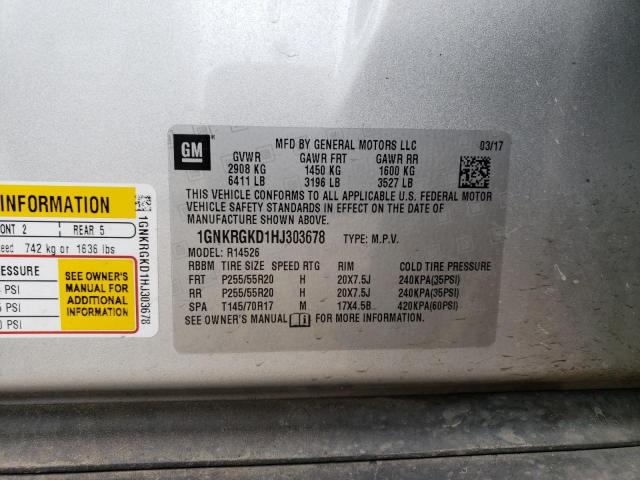 GM
MFD BY GENERAL MOTORS LLC
03/17
GVWR GAWR FRT GAWR RR
2908 KG 1450 KG 1600 KG
6411 LB 3196 LB 3527 LB
THIS VEHICLE CONFORMS TO ALL APPLICABLE U.S. FEDERAL MOTOR
VEHICLE SAFETY STANDARDS IN EFFECT ON THE DATE OF
MANUFACTURE SHOWN ABOVE.
1GNKRGKD1HJ303678 TYPE: M.P.V.
MODEL: R14526
RBBM TIRE SIZE SPEED RTG RIM COLD TIRE PRESSURE
FRT P255/55R20 H 20X7.5J 240KPA(35PSI)
RR P255/55R20 H 20X7.5J 240KPA(35PSI)
SPA T145/70R17 M 17X4.5B 420KPA(60PSI)
SEE OWNER'S MANUAL FOR MORE INFORMATION.
INFORMATION
ONT 2 REAR 5
eed 742 kg or 1636 lbs
RESSURE
PSI
5 PSI
0 PSI
SEE OWNER'S
MANUAL FOR
ADDITIONAL
INFORMATION
1GNKRGKD1HJ303678